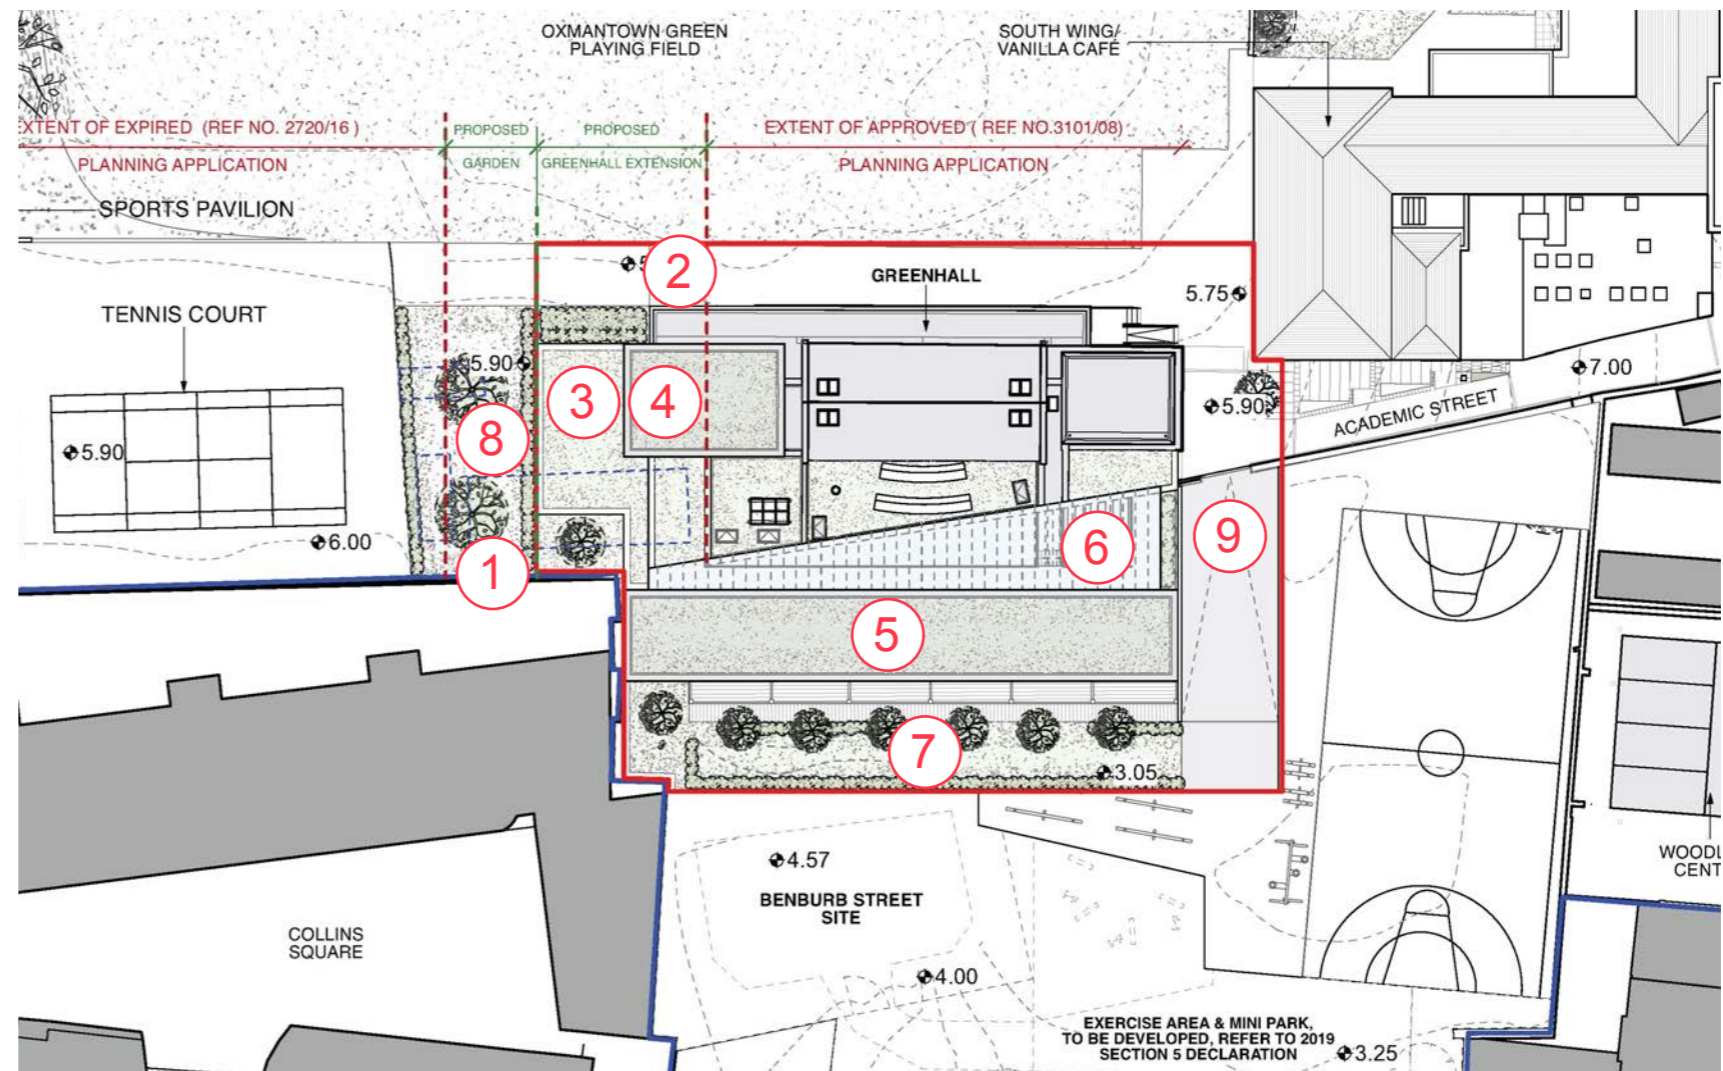 OXMANTOWN GREEN
PLAYING FIELD
SOUTH WING/
VANILLA CAFÉ
EXTENT OF EXPIRED (REF NO. 2720/16 )
PLANNING APPLICATION
PROPOSED
GARDEN
PROPOSED
GREENHALL EXTENSION
EXTENT OF APPROVED ( REF NO.3101/08)
PLANNING APPLICATION
SPORTS PAVILION
2
GREENHALL
5.75
TENNIS COURT
5.90
7.00
3
4
5.90
ACADEMIC STREET
8
5.90
6.00
1
6
9
5
7
3.05
4.57
BENBURB STREET
SITE
WOODL
CENT
COLLINS
SQUARE
4.00
EXERCISE AREA & MINI PARK,
TO BE DEVELOPED, REFER TO 2019
SECTION 5 DECLARATION
3.25